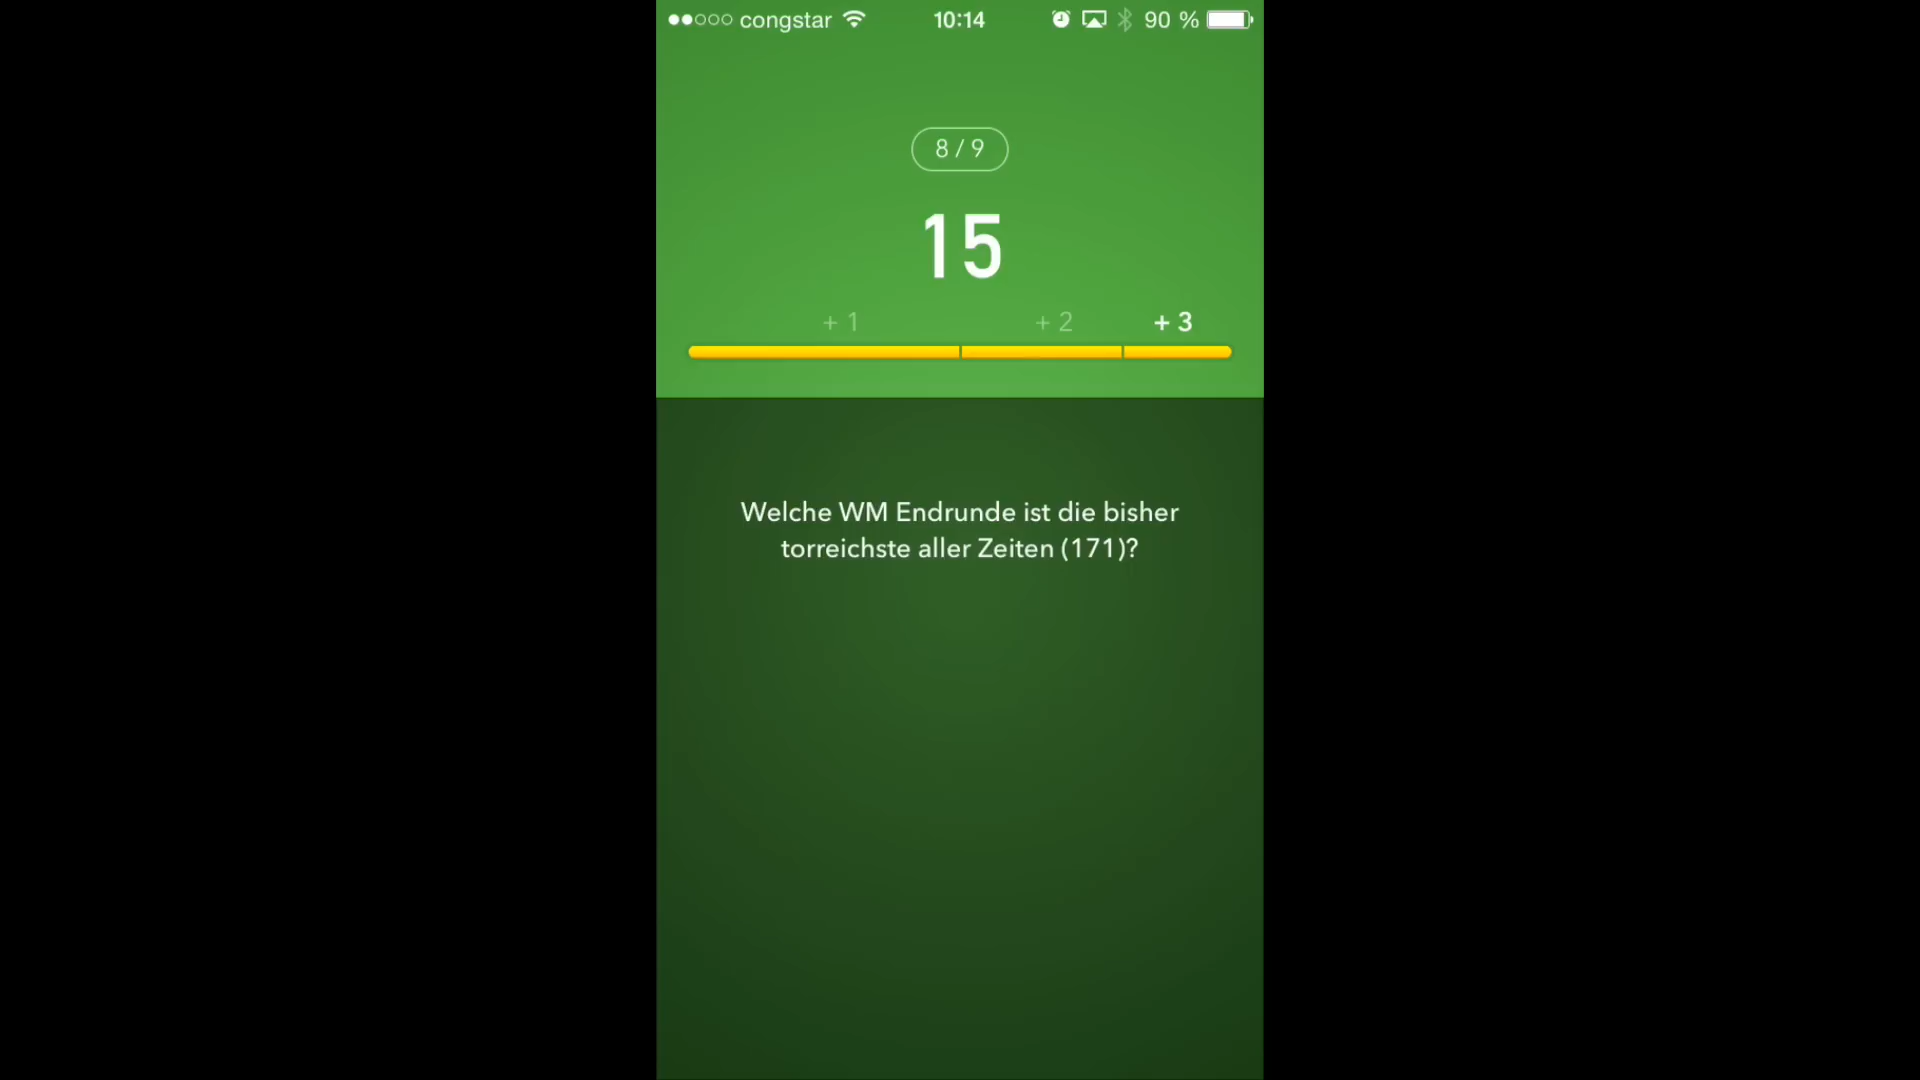 congstar 10:14 90 %
8 / 9
15
+ 1 + 2 + 3
Welche WM Endrunde ist die bisher
torreichste aller Zeiten (171)?